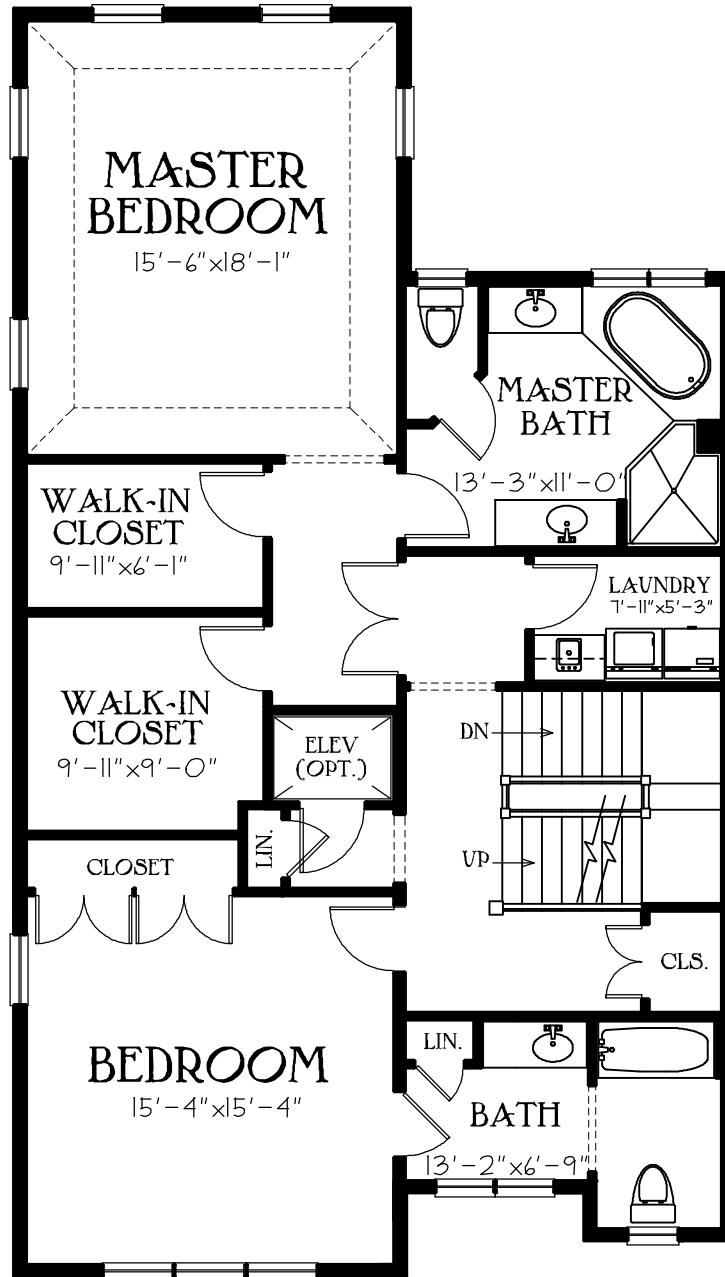 MASTER
BEDROOM
15'-6"x18'-1"
MASTER
BATH
13'-3"x11'-0"
WALK-IN
CLOSET
9'-11"x6'-1"
LAUNDRY
7'-11"x5'-3"
WALK-IN
CLOSET
9'-11"x9'-0"
ELEV
(OPT.)
DN
UP
LIN.
CLOSET
CLS.
BEDROOM
15'-4"x15'-4"
LIN.
BATH
13'-2"x6'-9"